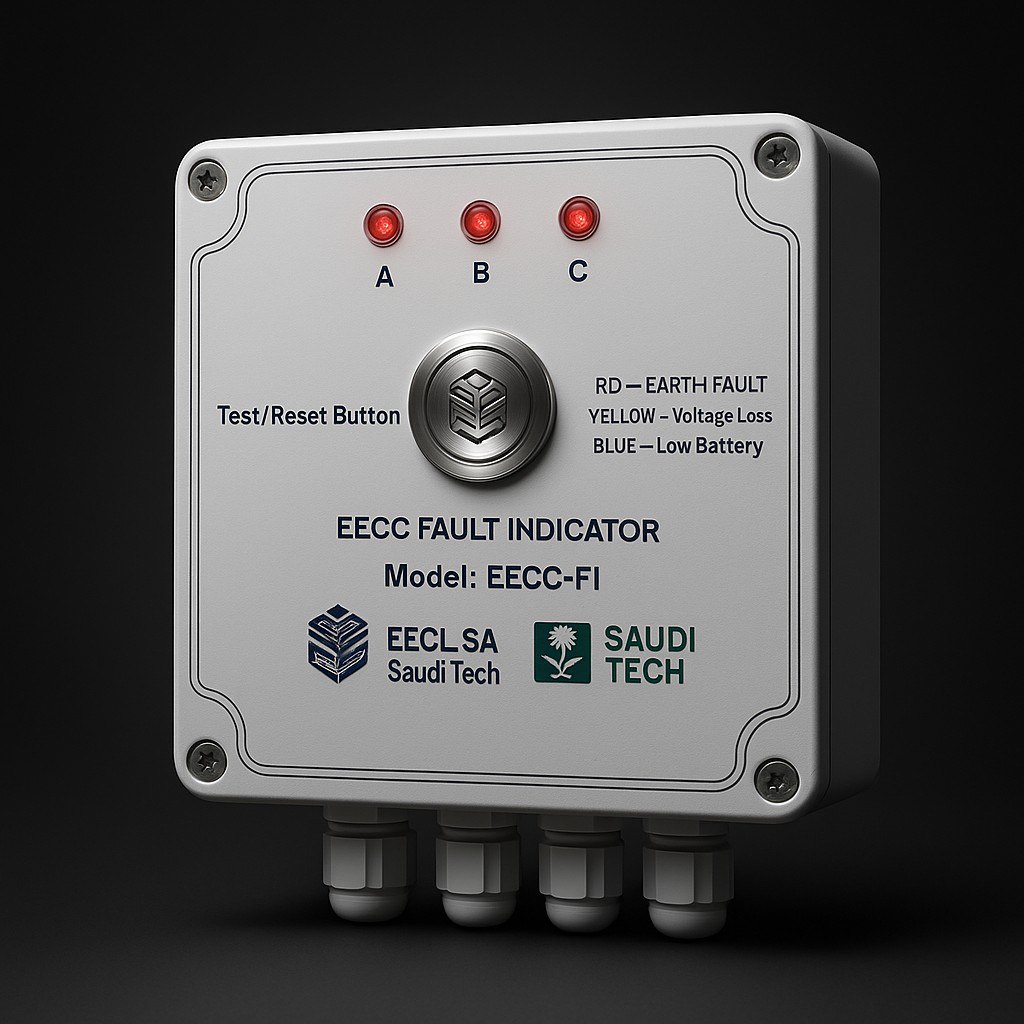 A B C
Test/Reset Button
RD — EARTH FAULT
YELLOW – Voltage Loss
BLUE — Low Battery
EECC FAULT INDICATOR
Model: EECC-FI
EECL SA
Saudi Tech
SAUDI
TECH